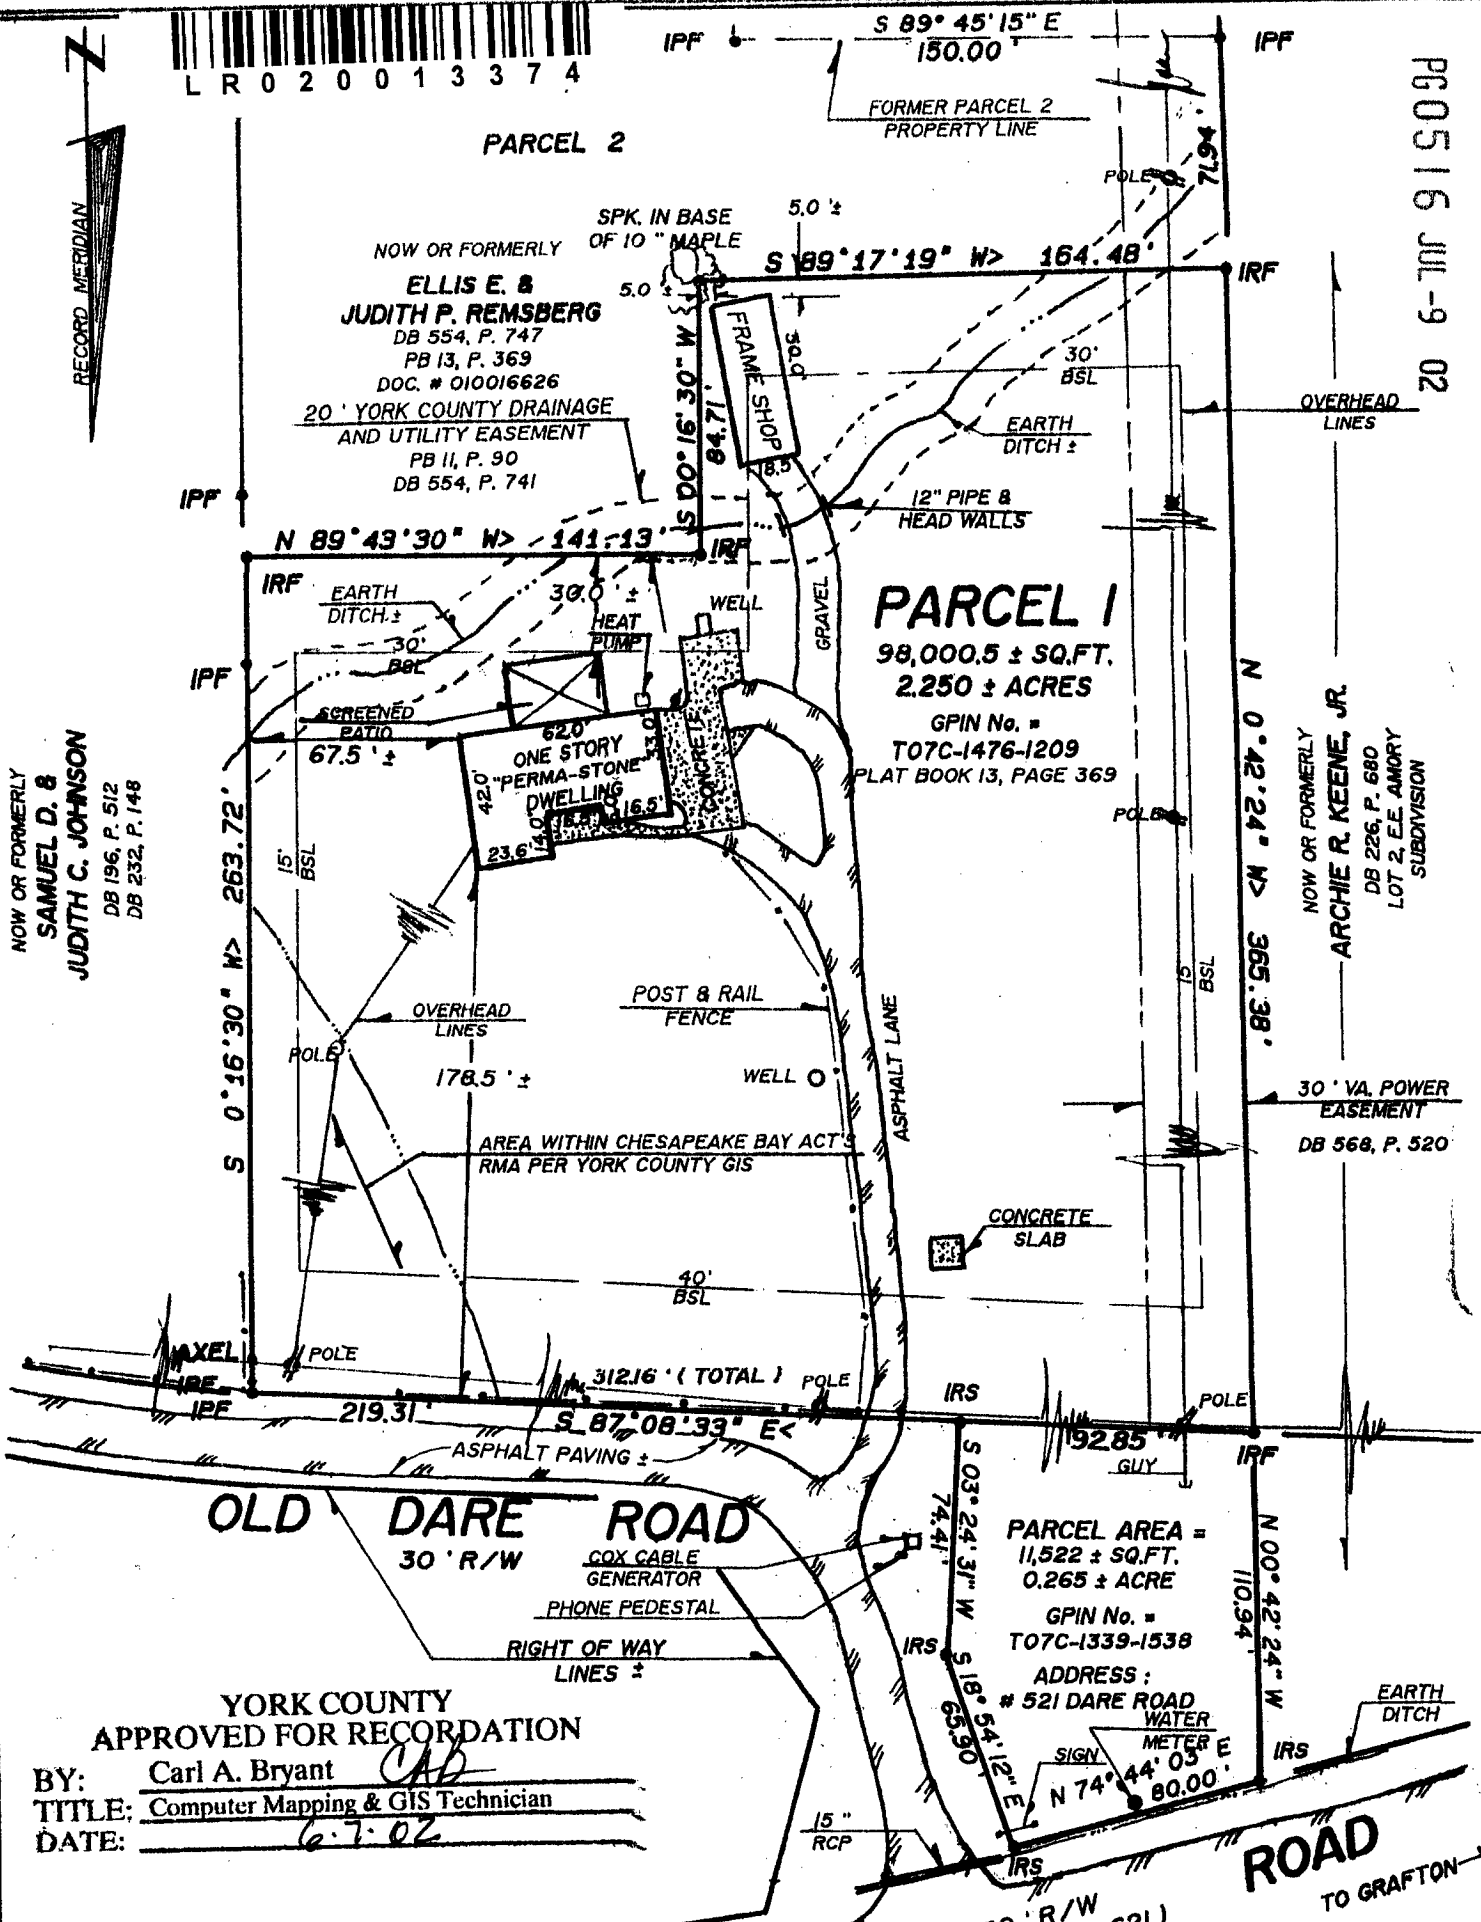 N
LR020013374
IPF
S 89° 45' 15" E
150.00'
IPF
PG0516 JUL-9 02
FORMER PARCEL 2
PROPERTY LINE
PARCEL 2
71.94'
POLE
RECORD MERIDIAN
SPK. IN BASE
OF 10 " MAPLE
5.0 '±
NOW OR FORMERLY
ELLIS E. &
JUDITH P. REMSBERG
DB 554, P. 747
PB 13, P. 369
DOC. # 010016626
S 89°17'19" W> 164.48'
IRF
5.0 ±
FRAME SHOP
30.0'
18.5
S 00°16'30" W
84.71'
30'
BSL
OVERHEAD
LINES
20 ' YORK COUNTY DRAINAGE
AND UTILITY EASEMENT
PB 11, P. 90
DB 554, P. 741
EARTH
DITCH ±
12" PIPE &
HEAD WALLS
IPF
N 89°43'30" W> 141.13'
IRF
IRF
EARTH
DITCH ±
30.0 '±
HEAT
PUMP
WELL
GRAVEL
PARCEL 1
98,000.5 ± SQ.FT.
2.250 ± ACRES
GPIN No. =
T07C-1476-1209
PLAT BOOK 13, PAGE 369
30'
BSL
IPF
SCREENED
PATIO
67.5 '±
62.0'
ONE STORY
"PERMA-STONE"
DWELLING
33.0'
42.0'
CONCRETE
16.5'
14.0'
23.6'
NOW OR FORMERLY
SAMUEL D. &
JUDITH C. JOHNSON
DB 196, P. 512
DB 232, P. 148
S 0°16'30" W> 263.72'
15'
BSL
N 0°42'24" W> 365.38'
NOW OR FORMERLY
ARCHIE R. KEENE, JR.
DB 226, P. 680
LOT 2, E.E. AMORY
SUBDIVISION
POLE
15
BSL
OVERHEAD
LINES
POLE
POST & RAIL
FENCE
178.5 '±
WELL
ASPHALT LANE
30 ' VA. POWER
EASEMENT
DB 568, P. 520
AREA WITHIN CHESAPEAKE BAY ACT'S
RMA PER YORK COUNTY GIS
CONCRETE
SLAB
40'
BSL
AXEL
POLE
IPF
IPF
312.16 ' ( TOTAL )
POLE
IRS
POLE
219.31'
S 87°08'33" E<
92.85'
GUY
IRF
ASPHALT PAVING ±
OLD DARE ROAD
30 ' R/W
COX CABLE
GENERATOR
PHONE PEDESTAL
RIGHT OF WAY
LINES ±
S 03°24'31" W
74.41'
PARCEL AREA =
11,522 ± SQ.FT.
0.265 ± ACRE
GPIN No. =
T07C-1339-1538
ADDRESS :
# 521 DARE ROAD
N 00°42'24" W
110.94'
IRS
S 18°54'12" E
65.90'
WATER
METER
SIGN
N 74°44'03" E
80.00'
IRS
EARTH
DITCH
YORK COUNTY
APPROVED FOR RECORDATION
BY: Carl A. Bryant CAB
TITLE: Computer Mapping & GIS Technician
DATE: 6·7·02
15 "
RCP
IRS
ROAD
TO GRAFTON
R/W